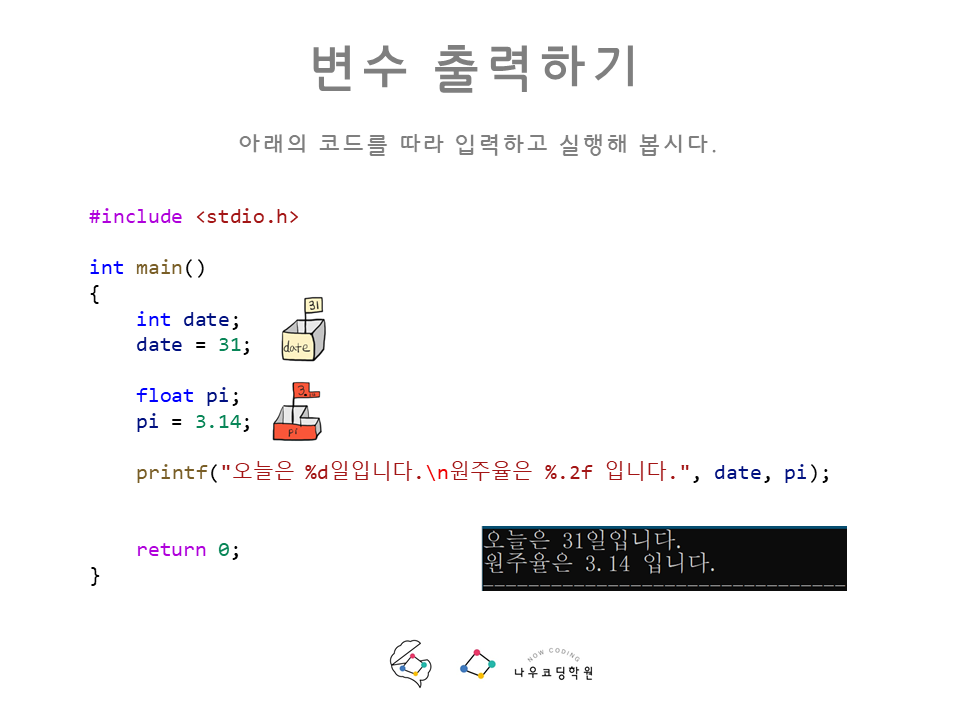 변수 출력하기
아래의 코드를 따라 입력하고 실행해 봅시다.
#include <stdio.h>
int main()
{
    int date;
    date = 31;
31
date
    float pi;
    pi = 3.14;
3.
pi
    printf("오늘은 %d일입니다.\n원주율은 %.2f 입니다.", date, pi);
    return 0;
}
오늘은 31일입니다.
원주율은 3.14 입니다.
--------------------------------
NOW CODING
나우코딩학원